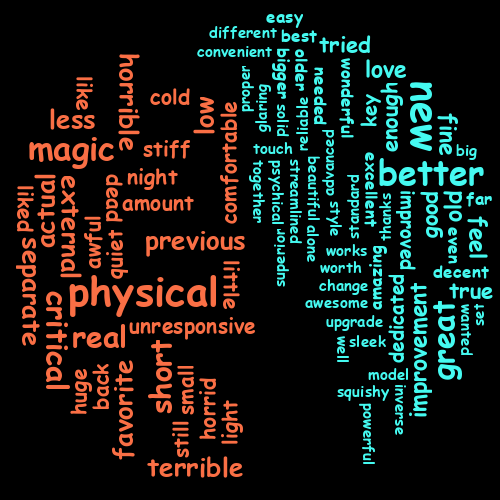 horrible
like
cold
low
less
magic
stiff
comfortable
night
amount
liked
actual
external
dead
awful
quiet
separate
previous
physical
little
critical
real
unresponsive
huge
back
favorite
short
still
small
horrid
light
terrible
easy
different
best
convenient
tried
bigger
solid
older
reliable
needed
wonderful
love
proper
glaring
key
enough
new
fine
big
touch
together
psychical
streamlined
beautiful
alone
advanced
style
standard
excellent
thanks
better
improved
good
old
even
far
feel
superior
works
worth
change
awesome
amazing
decent
true
upgrade
well
sleek
dedicated
improvement
great
wanted
set
model
squishy
inverse
powerful